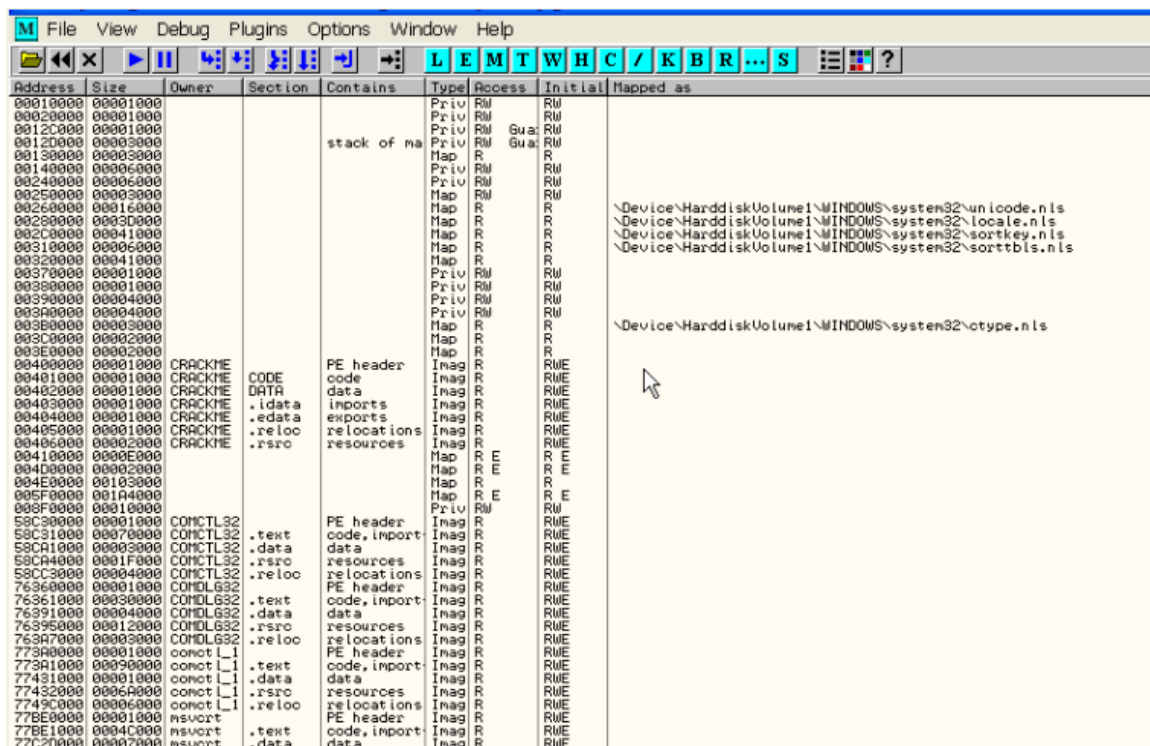 M File View Debug Plugins Options Window Help
L E M T W H C / K B R ... S ?
Address Size Owner Section Contains Type Access Initial Mapped as
00010000 00001000 Priv RW RW
00020000 00001000 Priv RW RW
0012C000 00001000 Priv RW Gua: RW
0012D000 00003000 stack of ma Priv RW Gua: RW
00130000 00003000 Map R R
00140000 00006000 Priv RW RW
00240000 00006000 Priv RW RW
00250000 00003000 Map RW RW
00260000 00016000 Map R R \Device\HarddiskVolume1\WINDOWS\system32\unicode.nls
00280000 0003D000 Map R R \Device\HarddiskVolume1\WINDOWS\system32\locale.nls
002C0000 00041000 Map R R \Device\HarddiskVolume1\WINDOWS\system32\sortkey.nls
00310000 00006000 Map R R \Device\HarddiskVolume1\WINDOWS\system32\sorttbls.nls
00320000 00041000 Map R R
00370000 00001000 Priv RW RW
00380000 00001000 Priv RW RW
00390000 00004000 Priv RW RW
003A0000 00004000 Priv RW RW
003B0000 00003000 Map R R \Device\HarddiskVolume1\WINDOWS\system32\ctype.nls
003C0000 00002000 Map R R
003E0000 00002000 Map R R
00400000 00001000 CRACKME PE header Imag R RWE
00401000 00001000 CRACKME CODE code Imag R RWE
00402000 00001000 CRACKME DATA data Imag R RWE
00403000 00001000 CRACKME .idata imports Imag R RWE
00404000 00001000 CRACKME .edata exports Imag R RWE
00405000 00001000 CRACKME .reloc relocations Imag R RWE
00406000 00002000 CRACKME .rsrc resources Imag R RWE
00410000 0000E000 Map R E R E
004D0000 00002000 Map R E R E
004E0000 00103000 Map R R
005F0000 001A4000 Map R E R E
008F0000 00010000 Priv RW RW
58C30000 00001000 COMCTL32 PE header Imag R RWE
58C31000 00070000 COMCTL32 .text code,import Imag R RWE
58CA1000 00003000 COMCTL32 .data data Imag R RWE
58CA4000 0001F000 COMCTL32 .rsrc resources Imag R RWE
58CC3000 00004000 COMCTL32 .reloc relocations Imag R RWE
76360000 00001000 COMDLG32 PE header Imag R RWE
76361000 00030000 COMDLG32 .text code,import Imag R RWE
76391000 00004000 COMDLG32 .data data Imag R RWE
76395000 00012000 COMDLG32 .rsrc resources Imag R RWE
763A7000 00003000 COMDLG32 .reloc relocations Imag R RWE
773A0000 00001000 comctl_1 PE header Imag R RWE
773A1000 00090000 comctl_1 .text code,import Imag R RWE
77431000 00001000 comctl_1 .data data Imag R RWE
77432000 0006A000 comctl_1 .rsrc resources Imag R RWE
7749C000 00006000 comctl_1 .reloc relocations Imag R RWE
77BE0000 00001000 msvcrt PE header Imag R RWE
77BE1000 0004C000 msvcrt .text code,import Imag R RWE
77C2D000 00007000 msvcrt .data data Imag R RWE